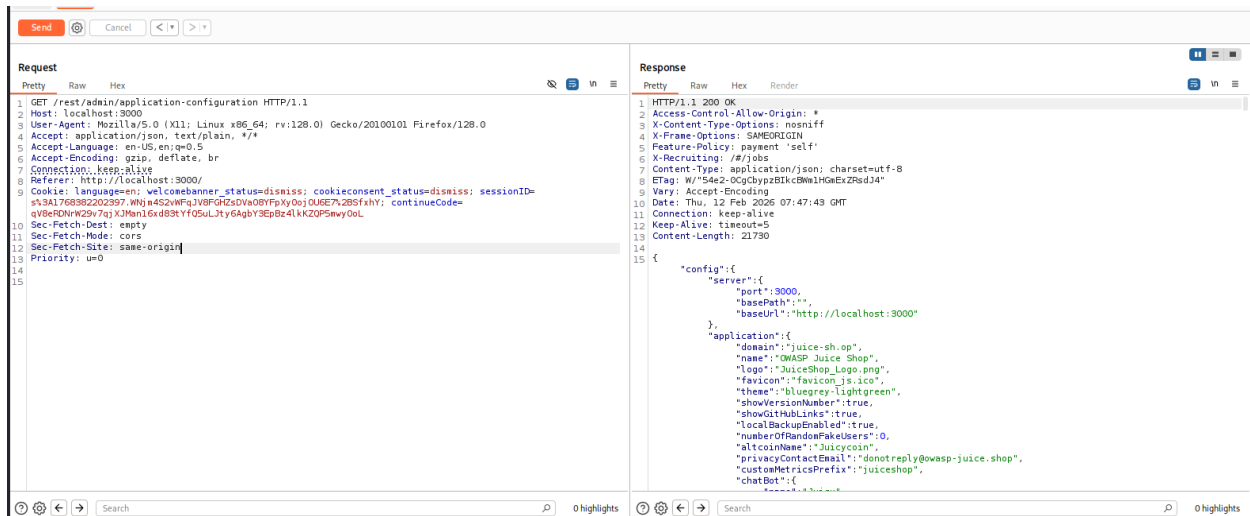 Send Cancel < >
Request
Pretty Raw Hex \n
1 GET /rest/admin/application-configuration HTTP/1.1
2 Host: localhost:3000
3 User-Agent: Mozilla/5.0 (X11; Linux x86_64; rv:128.0) Gecko/20100101 Firefox/128.0
4 Accept: application/json, text/plain, */*
5 Accept-Language: en-US,en;q=0.5
6 Accept-Encoding: gzip, deflate, br
7 Connection: keep-alive
8 Referer: http://localhost:3000/
9 Cookie: language=en; welcomebanner_status=dismiss; cookieconsent_status=dismiss; sessionID=
continueCode=
10 Sec-Fetch-Dest: empty
11 Sec-Fetch-Mode: cors
12 Sec-Fetch-Site: same-origin
13 Priority: u=0
14
15
Search 0 highlights
Response
Pretty Raw Hex Render \n
1 HTTP/1.1 200 OK
2 Access-Control-Allow-Origin: *
3 X-Content-Type-Options: nosniff
4 X-Frame-Options: SAMEORIGIN
5 Feature-Policy: payment 'self'
6 X-Recruiting: /#/jobs
7 Content-Type: application/json; charset=utf-8
8 ETag: W/"54e2-OCgCbypzBIkcBWm1HGmExZRsdJ4"
9 Vary: Accept-Encoding
10 Date: Thu, 12 Feb 2026 07:47:43 GMT
11 Connection: keep-alive
12 Keep-Alive: timeout=5
13 Content-Length: 21730
14
15 {
"config":{
"server":{
"port":3000,
"basePath":"",
"baseUrl":"http://localhost:3000"
},
"application":{
"domain":"juice-sh.op",
"name":"OWASP Juice Shop",
"logo":"JuiceShop_Logo.png",
"favicon":"favicon_js.ico",
"theme":"bluegrey-lightgreen",
"showVersionNumber":true,
"showGitHubLinks":true,
"localBackupEnabled":true,
"numberOfRandomFakeUsers":0,
"altcoinName":"Juicycoin",
"privacyContactEmail":"donotreply@owasp-juice.shop",
"customMetricsPrefix":"juiceshop",
"chatBot":{
Search 0 highlights